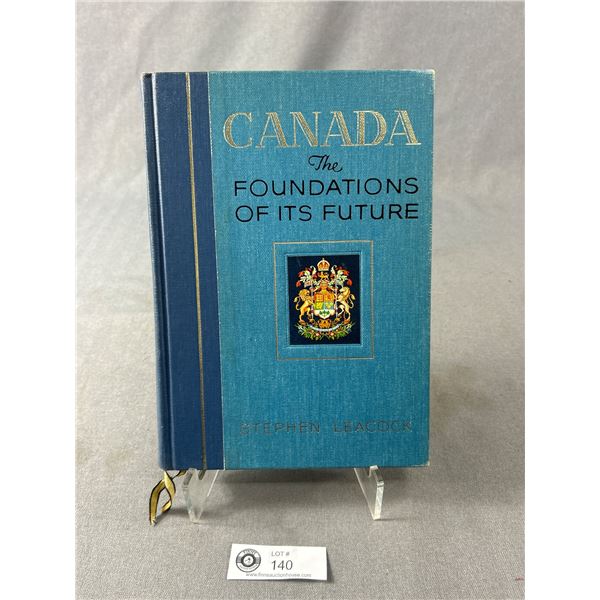 CANADA
The
FOUNDATIONS
OF ITS FUTURE
STEPHEN LEACOCK
LOT #
140